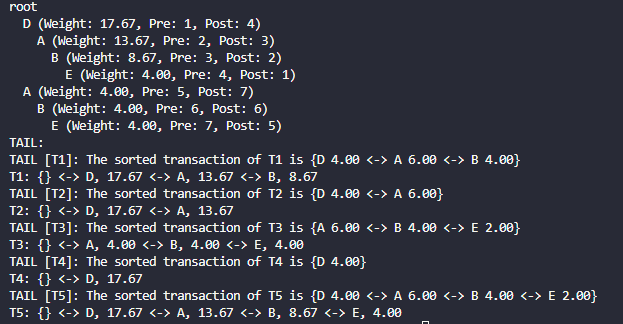 root
  D (Weight: 17.67, Pre: 1, Post: 4)
    A (Weight: 13.67, Pre: 2, Post: 3)
      B (Weight: 8.67, Pre: 3, Post: 2)
        E (Weight: 4.00, Pre: 4, Post: 1)
  A (Weight: 4.00, Pre: 5, Post: 7)
    B (Weight: 4.00, Pre: 6, Post: 6)
      E (Weight: 4.00, Pre: 7, Post: 5)
TAIL:
TAIL [T1]: The sorted transaction of T1 is {D 4.00 <-> A 6.00 <-> B 4.00}
T1: {} <-> D, 17.67 <-> A, 13.67 <-> B, 8.67
TAIL [T2]: The sorted transaction of T2 is {D 4.00 <-> A 6.00}
T2: {} <-> D, 17.67 <-> A, 13.67
TAIL [T3]: The sorted transaction of T3 is {A 6.00 <-> B 4.00 <-> E 2.00}
T3: {} <-> A, 4.00 <-> B, 4.00 <-> E, 4.00
TAIL [T4]: The sorted transaction of T4 is {D 4.00}
T4: {} <-> D, 17.67
TAIL [T5]: The sorted transaction of T5 is {D 4.00 <-> A 6.00 <-> B 4.00 <-> E 2.00}
T5: {} <-> D, 17.67 <-> A, 13.67 <-> B, 8.67 <-> E, 4.00